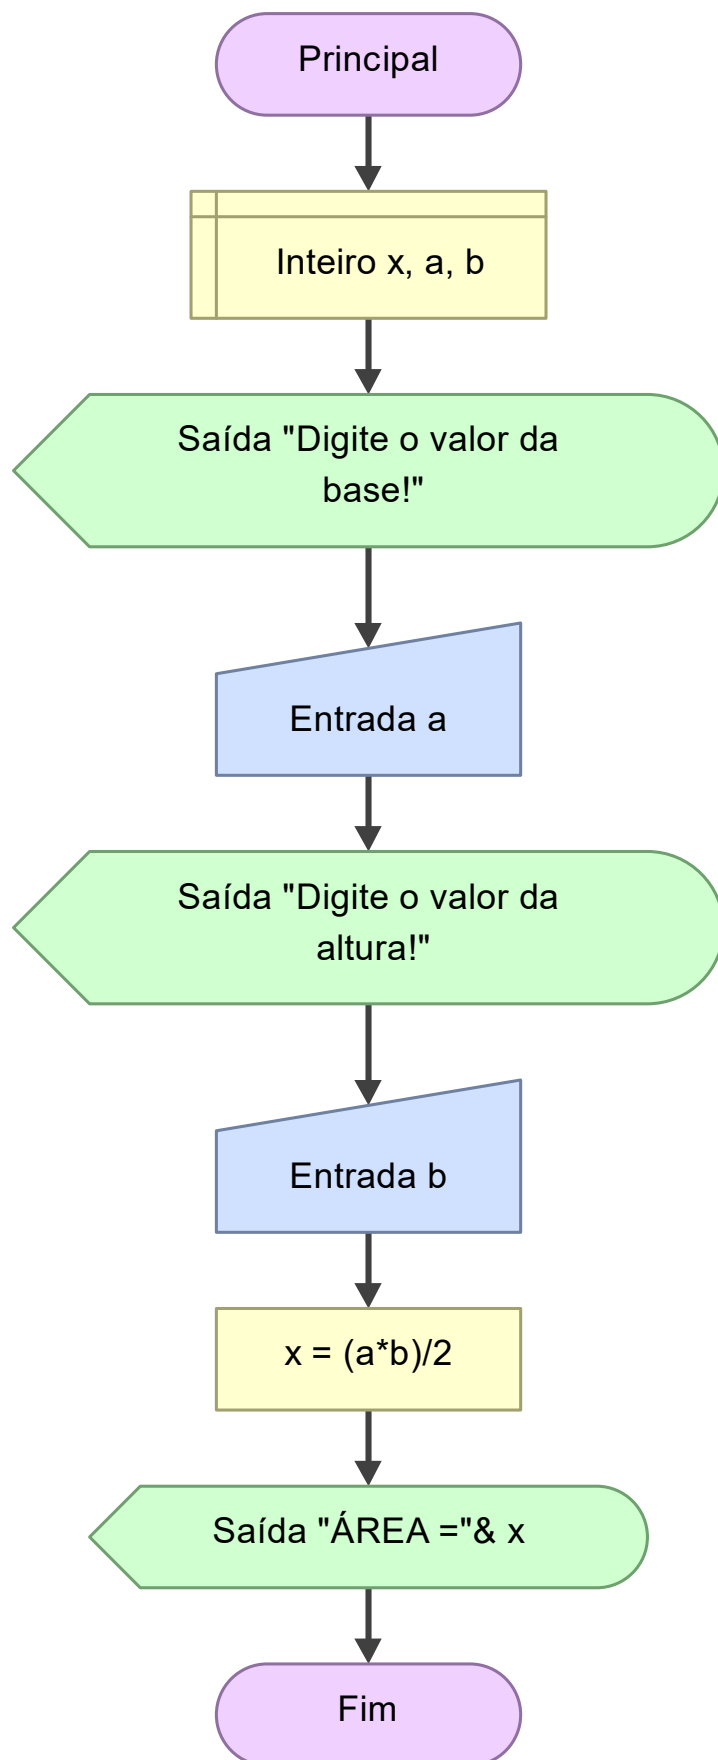 Principal
Inteiro x, a, b
Saída "Digite o valor da
base!"
Entrada a
Saída "Digite o valor da
altura!"
Entrada b
x = (a*b)/2
Saída "ÁREA ="& x
Fim